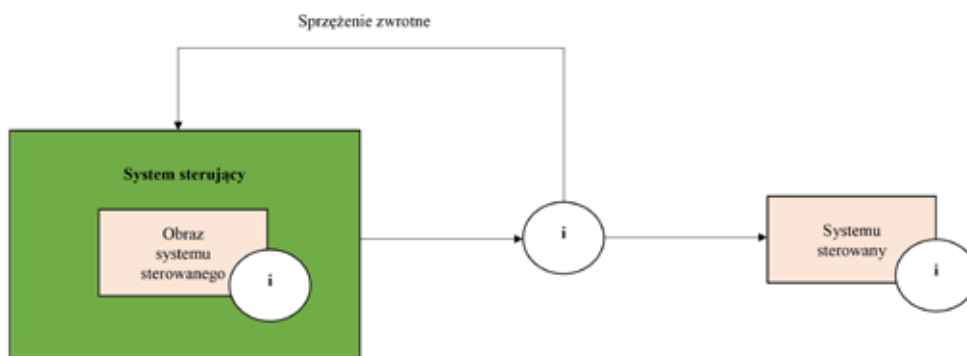 Sprzężenie zwrotne
System sterujący
Obraz
systemu
sterowanego
i
i
Systemu
sterowany
i